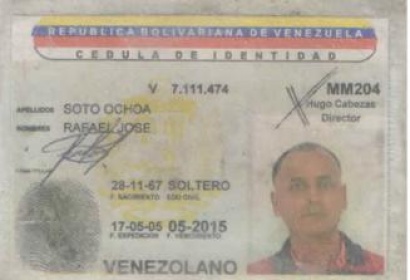 REPUBLICA BOLIVARIANA DE VENEZUELA
CEDULA DE IDENTIDAD
V 7.111.474
MM204
Hugo Cabezas
Director
APELLIDOS SOTO OCHOA
NOMBRES RAFAEL JOSE
28-11-67 SOLTERO
F. NACIMIENTO EDO CIVIL
17-05-05 05-2015
F. EXPEDICION F. VENCIMIENTO
VENEZOLANO